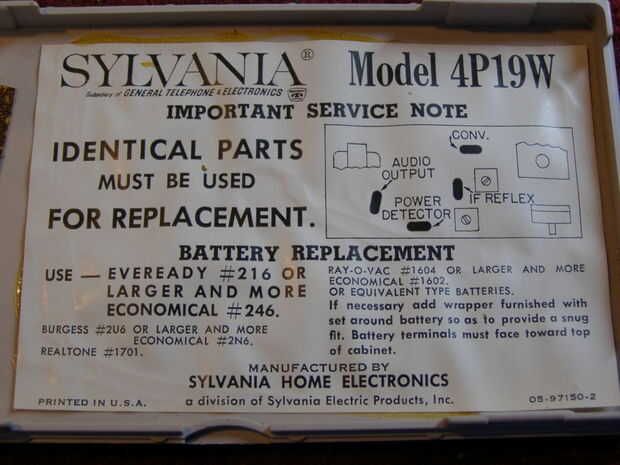 SYLVANIA® Model 4P19W
Subsidiary of GENERAL TELEPHONE & ELECTRONICS
IMPORTANT SERVICE NOTE
IDENTICAL PARTS
MUST BE USED
FOR REPLACEMENT.
CONV.
AUDIO
OUTPUT
POWER
DETECTOR
IF REFLEX
BATTERY REPLACEMENT
USE — EVEREADY #216 OR
LARGER AND MORE
ECONOMICAL #246.
BURGESS #2U6 OR LARGER AND MORE
ECONOMICAL #2N6.
REALTONE #1701.
RAY-O-VAC #1604 OR LARGER AND MORE
ECONOMICAL #1602.
OR EQUIVALENT TYPE BATTERIES.
If necessary add wrapper furnished with
set around battery so as to provide a snug
fit. Battery terminals must face toward top
of cabinet.
MANUFACTURED BY
SYLVANIA HOME ELECTRONICS
PRINTED IN U.S.A. a division of Sylvania Electric Products, Inc. 05-97150-2